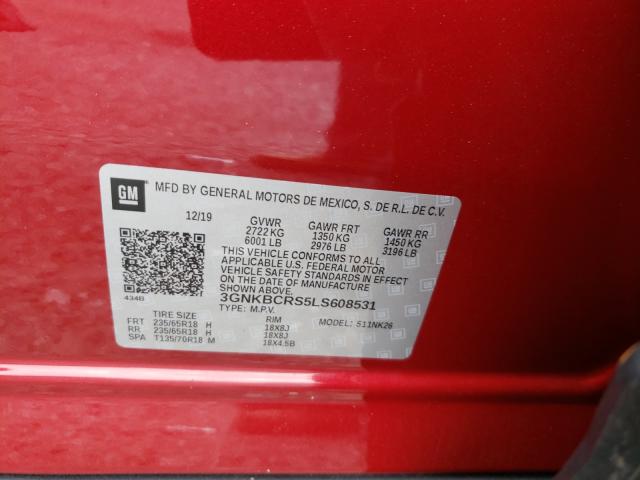 GM
MFD BY GENERAL MOTORS DE MEXICO, S. DE R.L. DE C.V.
12/19 GVWR GAWR FRT GAWR RR
2722 KG 1350 KG 1450 KG
6001 LB 2976 LB 3196 LB
THIS VEHICLE CONFORMS TO ALL
APPLICABLE U.S. FEDERAL MOTOR
VEHICLE SAFETY STANDARDS IN EFFECT
ON THE DATE OF MANUFACTURE
SHOWN ABOVE.
434B 3GNKBCRS5LS608531
TYPE: M.P.V. MODEL: 511NK26
TIRE SIZE RIM
FRT 235/65R18 H 18X8J
RR 235/65R18 H 18X8J
SPA T135/70R18 M 18X4.5B